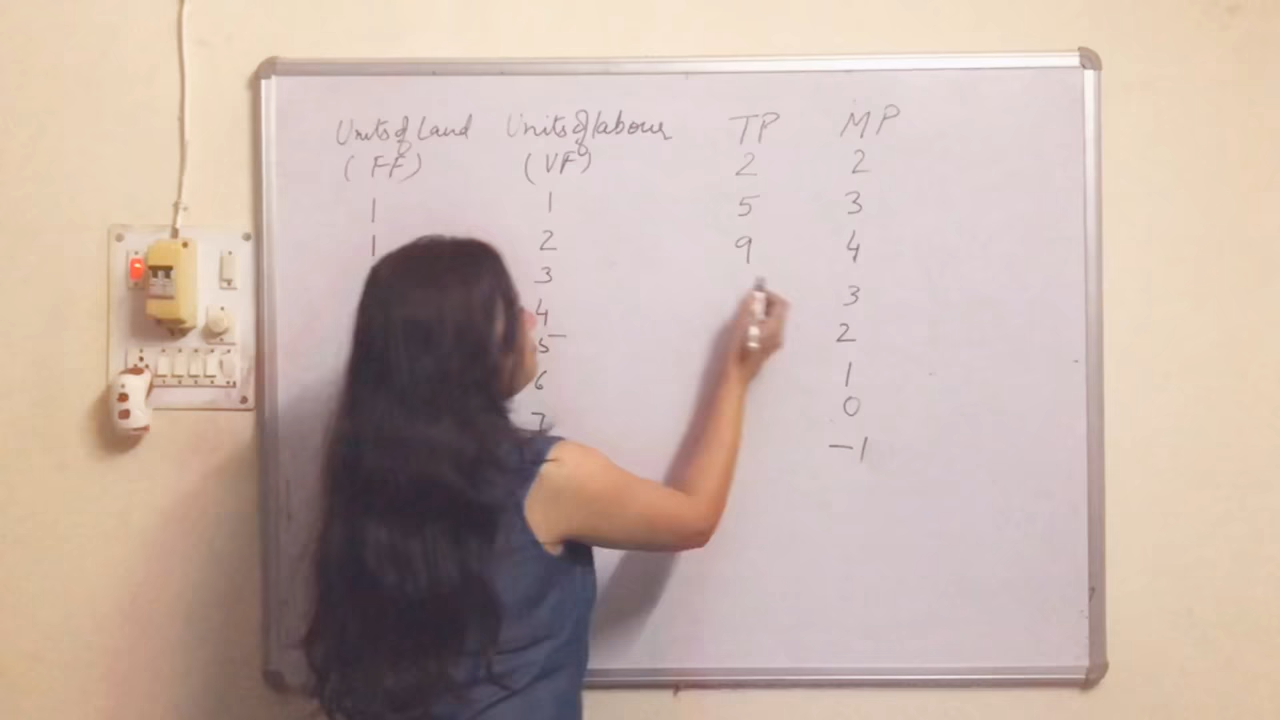 Units of Land Units of labour TP MP
(FF) (VF) 2 2
1 1 5 3
1 2 9 4
3 3
4 2
5 1
6 0
7 -1